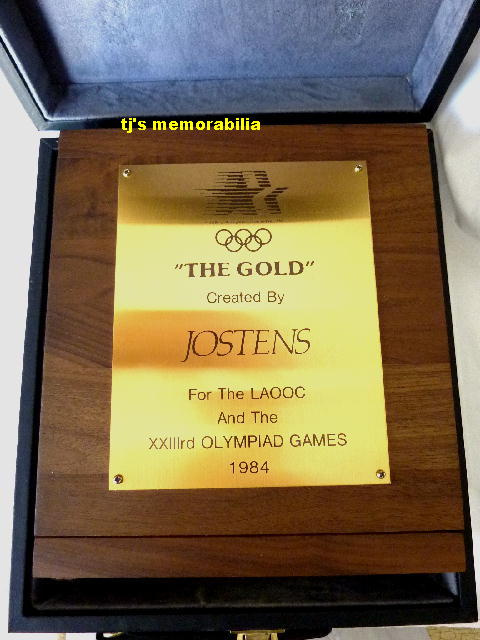 tj's memorabilia
"THE GOLD"
Created By
JOSTENS
For The LAOOC
And The
XXIIIrd OLYMPIAD GAMES
1984